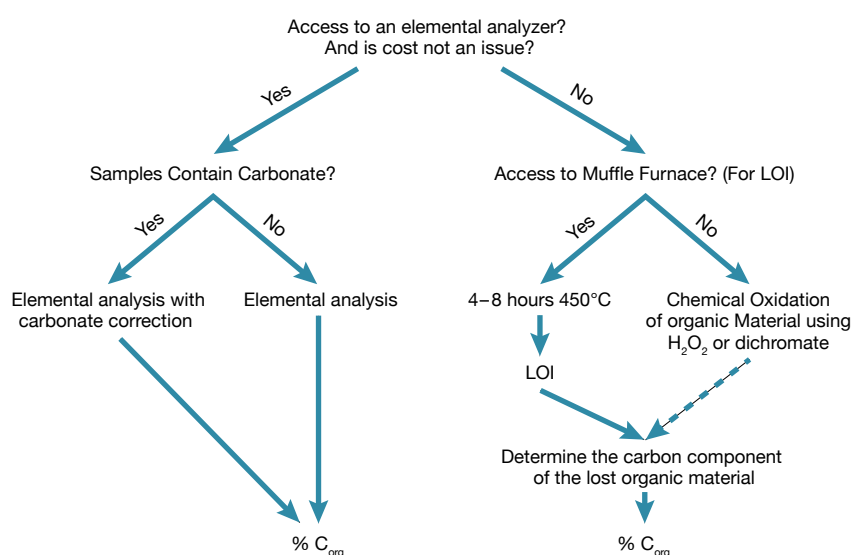 Access to an elemental analyzer?
And is cost not an issue?
Yes
No
Samples Contain Carbonate?
Access to Muffle Furnace? (For LOI)
Yes
No
Yes
No
Elemental analysis with
carbonate correction
Elemental analysis
4–8 hours 450°C
Chemical Oxidation
of organic Material using
H₂O₂ or dichromate
LOI
Determine the carbon component
of the lost organic material
% Corg
% Corg